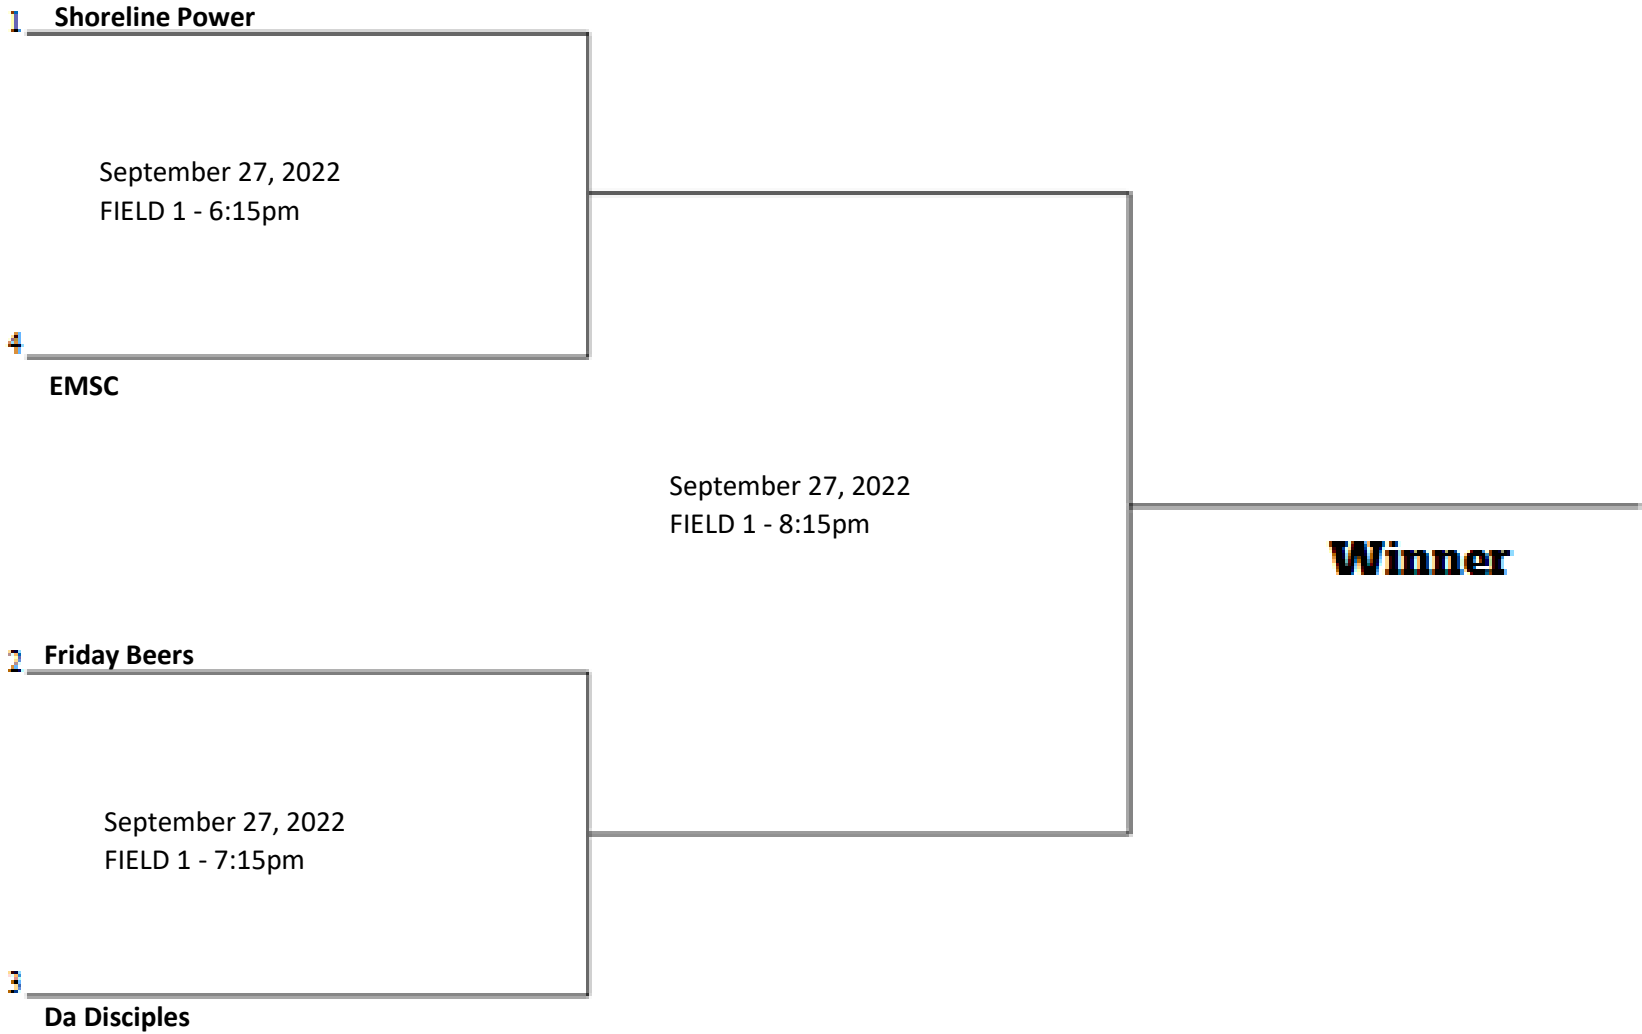 1 Shoreline Power
September 27, 2022
FIELD 1 - 6:15pm
4
EMSC
September 27, 2022
FIELD 1 - 8:15pm
Winner
2 Friday Beers
September 27, 2022
FIELD 1 - 7:15pm
3
Da Disciples